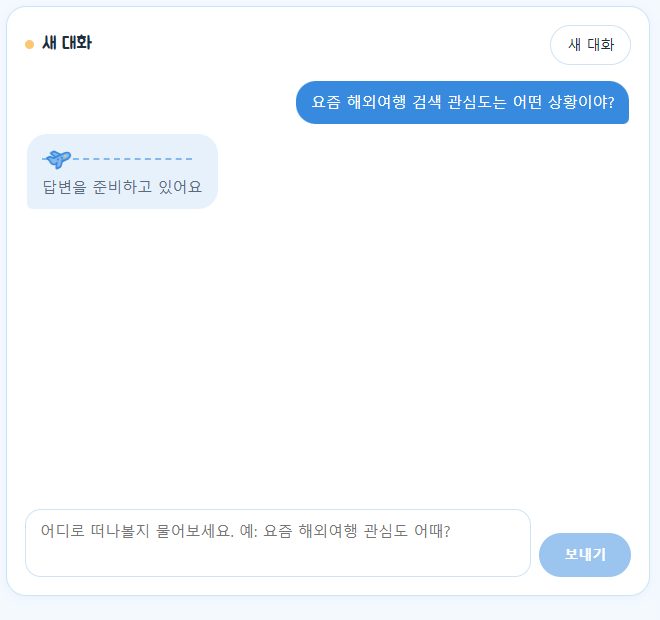 새 대화
새 대화
요즘 해외여행 검색 관심도는 어떤 상황이야?
답변을 준비하고 있어요
어디로 떠나볼지 물어보세요. 예: 요즘 해외여행 관심도 어때?
보내기